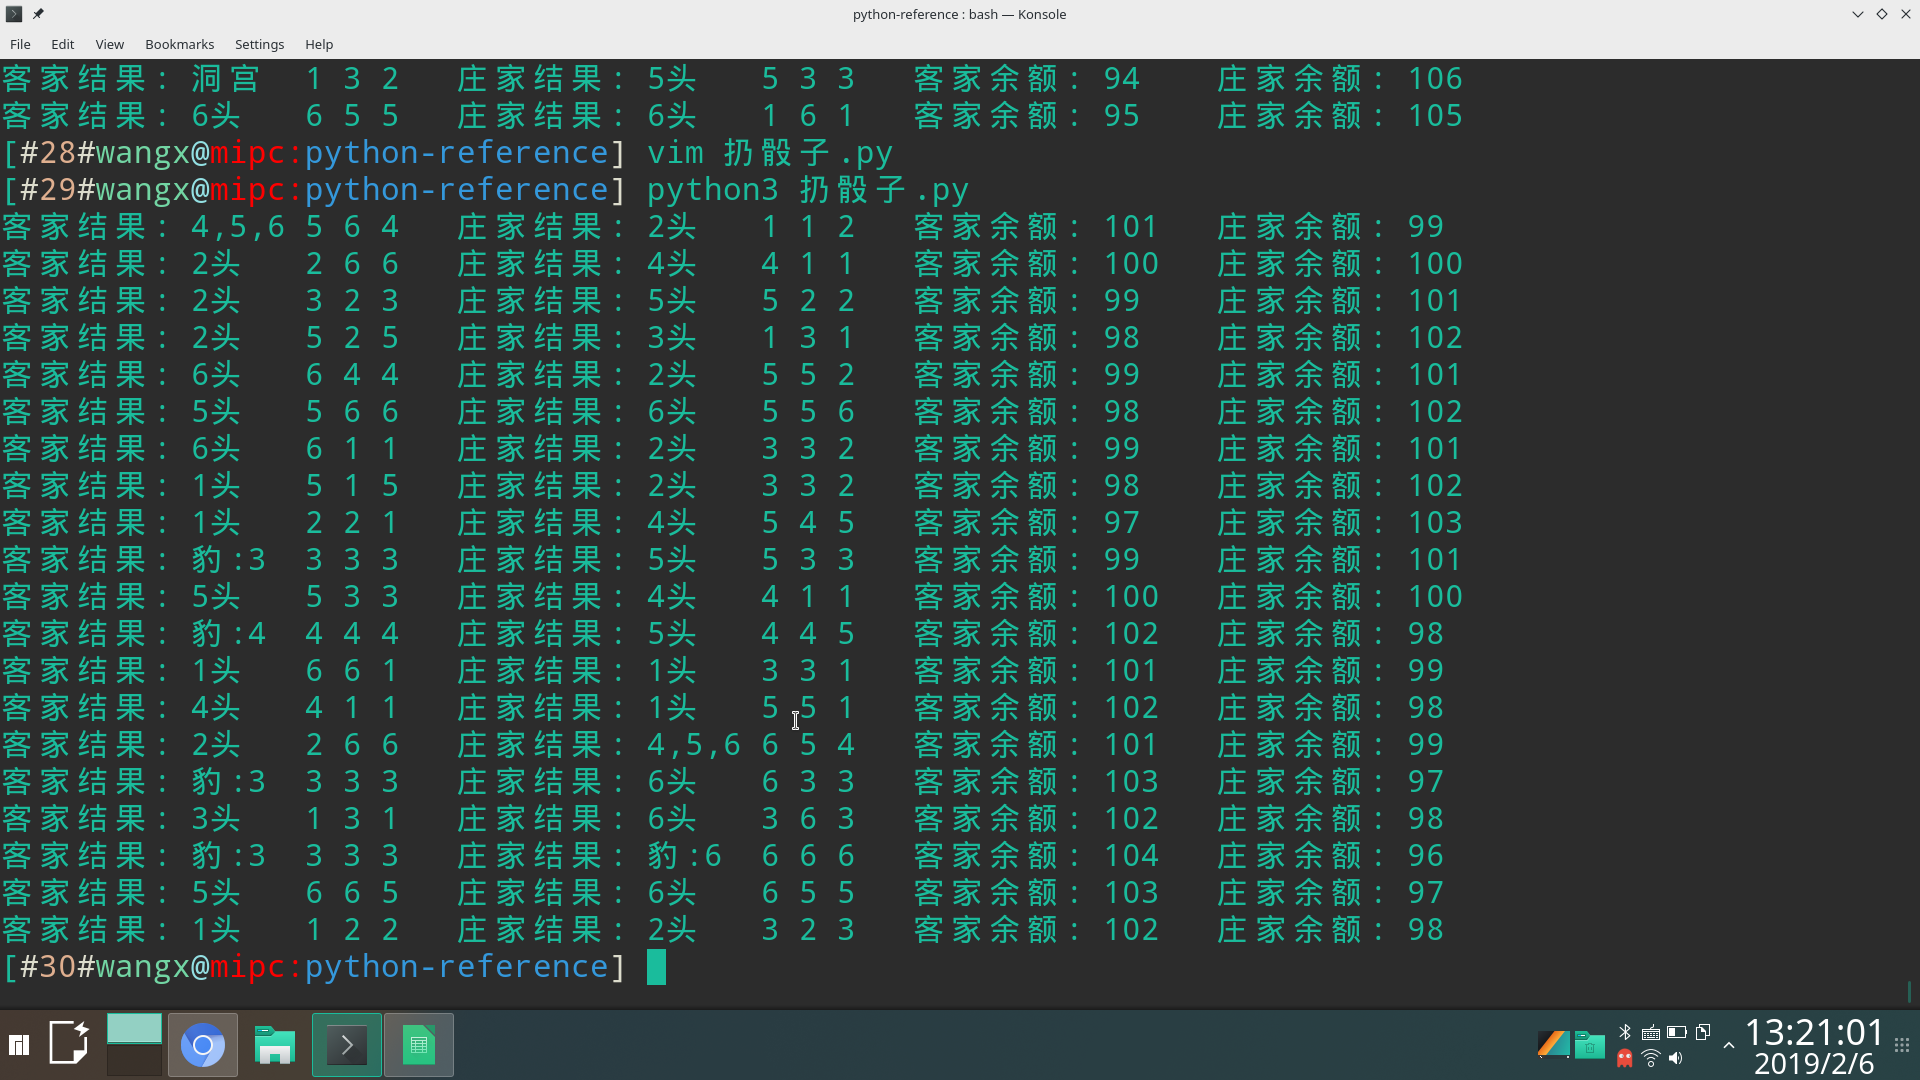 python-reference : bash — Konsole
File Edit View Bookmarks Settings Help
客家结果: 洞宫 1 3 2 庄家结果: 5头 5 3 3 客家余额: 94 庄家余额: 106
客家结果: 6头 6 5 5 庄家结果: 6头 1 6 1 客家余额: 95 庄家余额: 105
[#28#wangx@mipc:python-reference] vim 扔骰子.py
[#29#wangx@mipc:python-reference] python3 扔骰子.py
客家结果: 4,5,6 5 6 4 庄家结果: 2头 1 1 2 客家余额: 101 庄家余额: 99
客家结果: 2头 2 6 6 庄家结果: 4头 4 1 1 客家余额: 100 庄家余额: 100
客家结果: 2头 3 2 3 庄家结果: 5头 5 2 2 客家余额: 99 庄家余额: 101
客家结果: 2头 5 2 5 庄家结果: 3头 1 3 1 客家余额: 98 庄家余额: 102
客家结果: 6头 6 4 4 庄家结果: 2头 5 5 2 客家余额: 99 庄家余额: 101
客家结果: 5头 5 6 6 庄家结果: 6头 5 5 6 客家余额: 98 庄家余额: 102
客家结果: 6头 6 1 1 庄家结果: 2头 3 3 2 客家余额: 99 庄家余额: 101
客家结果: 1头 5 1 5 庄家结果: 2头 3 3 2 客家余额: 98 庄家余额: 102
客家结果: 1头 2 2 1 庄家结果: 4头 5 4 5 客家余额: 97 庄家余额: 103
客家结果: 豹:3 3 3 3 庄家结果: 5头 5 3 3 客家余额: 99 庄家余额: 101
客家结果: 5头 5 3 3 庄家结果: 4头 4 1 1 客家余额: 100 庄家余额: 100
客家结果: 豹:4 4 4 4 庄家结果: 5头 4 4 5 客家余额: 102 庄家余额: 98
客家结果: 1头 6 6 1 庄家结果: 1头 3 3 1 客家余额: 101 庄家余额: 99
客家结果: 4头 4 1 1 庄家结果: 1头 5 5 1 客家余额: 102 庄家余额: 98
客家结果: 2头 2 6 6 庄家结果: 4,5,6 6 5 4 客家余额: 101 庄家余额: 99
客家结果: 豹:3 3 3 3 庄家结果: 6头 6 3 3 客家余额: 103 庄家余额: 97
客家结果: 3头 1 3 1 庄家结果: 6头 3 6 3 客家余额: 102 庄家余额: 98
客家结果: 豹:3 3 3 3 庄家结果: 豹:6 6 6 6 客家余额: 104 庄家余额: 96
客家结果: 5头 6 6 5 庄家结果: 6头 6 5 5 客家余额: 103 庄家余额: 97
客家结果: 1头 1 2 2 庄家结果: 2头 3 2 3 客家余额: 102 庄家余额: 98
[#30#wangx@mipc:python-reference]
13:21:01
2019/2/6